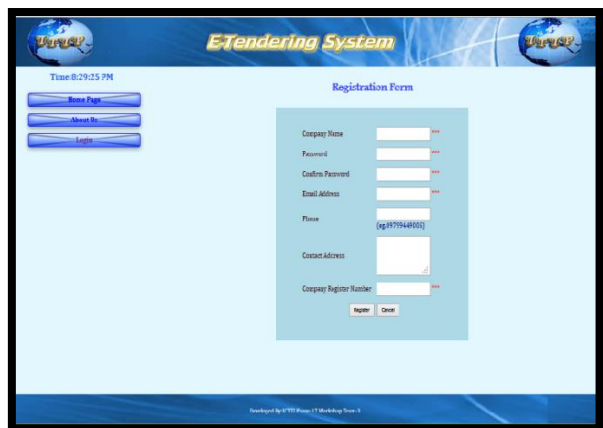 E-Tendering System
Time:8:29:25 PM
Home Page
About Us
Login
Registration Form
Company Name ***
Password ***
Confirm Password ***
Email Address ***
Phone
(eg.09799449005)
Contact Address
Company Register Number ***
Register Cancel